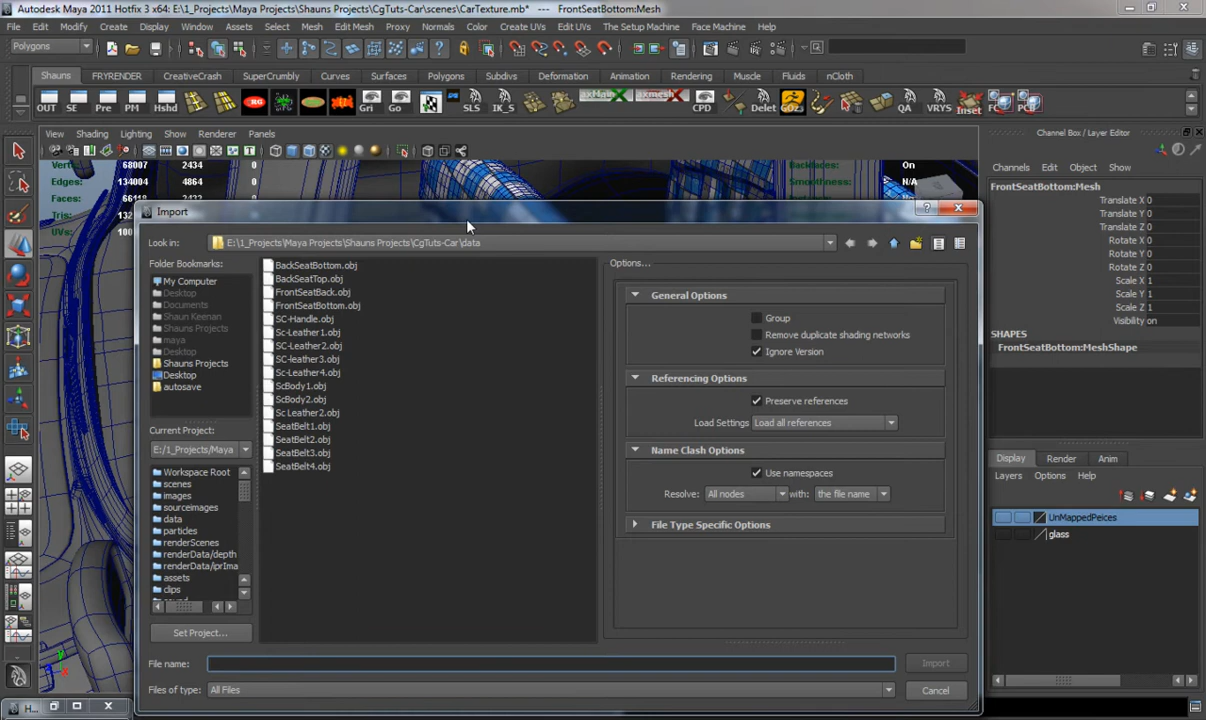 Autodesk Maya 2011 Hotfix 3 x64: E:\1_Projects\Maya Projects\Shauns Projects\CgTuts-Car\scenes\CarTexture.mb* --- FrontSeatBottom:Mesh
File Edit Modify Create Display Window Assets Select Mesh Edit Mesh Proxy Normals Color Create UVs Edit UVs The Setup Machine Face Machine Help
Polygons
Shauns FRYRENDER CreativeCrash SuperCrumbly Curves Surfaces Polygons Subdivs Deformation Animation Rendering Muscle Fluids nCloth
OUT SE Pre PM Hshd RG Gri Go SLS IK_S axMain axmesh CPD Delet GOz QA VRYS Inset FC PCB
View Shading Lighting Show Renderer Panels
Channel Box / Layer Editor
Channels Edit Object Show
Verts: 68007 2434 0
Edges: 134004 4864 0
Faces: 66118 2432 0
Tris:
UVs:
Backfaces: On
Smoothness: N/A
FrontSeatBottom:Mesh
Translate X 0
Translate Y 0
Translate Z 0
Rotate X 0
Rotate Y 0
Rotate Z 0
Scale X 1
Scale Y 1
Scale Z 1
Visibility on
SHAPES
FrontSeatBottom:MeshShape
Import
Look in: E:\1_Projects\Maya Projects\Shauns Projects\CgTuts-Car\data
Folder Bookmarks:
My Computer
Desktop
Documents
Shaun Keenan
Shauns Projects
maya
Desktop
Shauns Projects
Desktop
autosave
Current Project:
E:/1_Projects/Maya
Workspace Root
scenes
images
sourceimages
data
particles
renderScenes
renderData/depth
renderData/iprIma
assets
clips
Set Project...
BackSeatBottom.obj
BackSeatTop.obj
FrontSeatBack.obj
FrontSeatBottom.obj
SC-Handle.obj
Sc-Leather1.obj
SC-Leather2.obj
SC-leather3.obj
Sc-Leather4.obj
ScBody1.obj
ScBody2.obj
Sc Leather2.obj
SeatBelt1.obj
SeatBelt2.obj
SeatBelt3.obj
SeatBelt4.obj
Options...
General Options
Group
Remove duplicate shading networks
Ignore Version
Referencing Options
Preserve references
Load Settings Load all references
Name Clash Options
Use namespaces
Resolve: All nodes with: the file name
File Type Specific Options
File name: Import
Files of type: All Files Cancel
Display Render Anim
Layers Options Help
UnMappedPeices
glass
H...